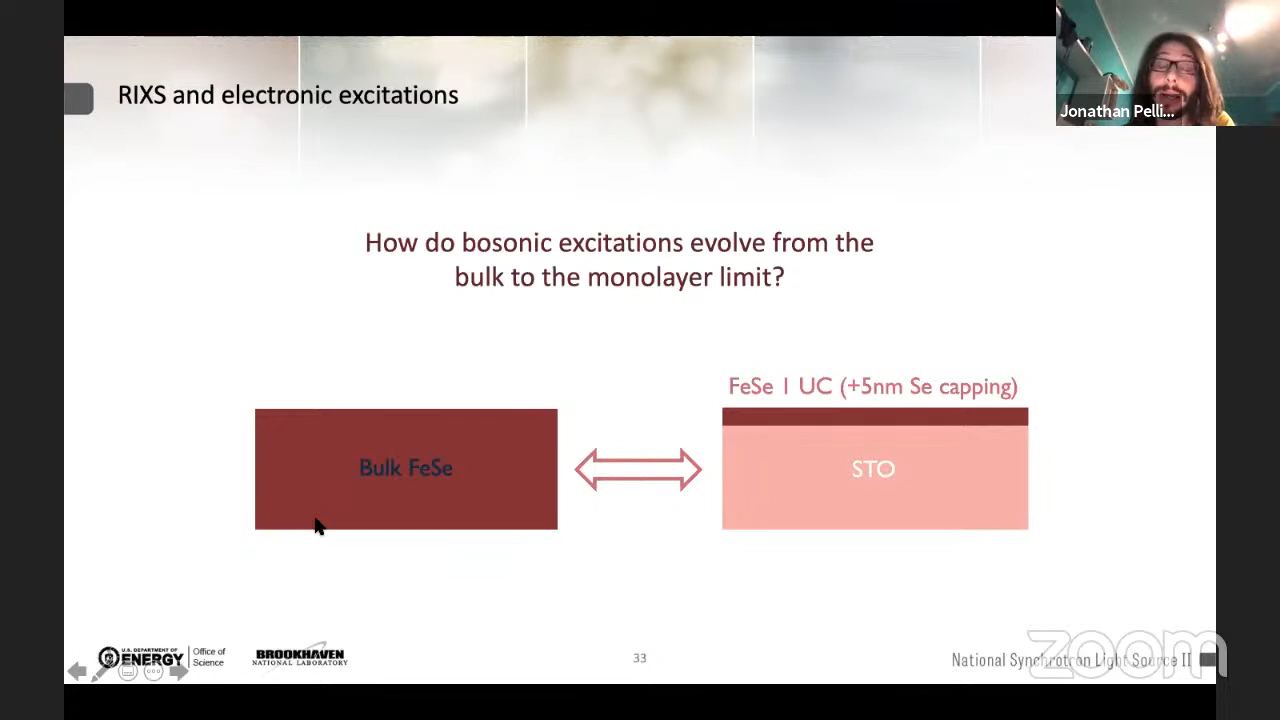 RIXS and electronic excitations
Jonathan Pelli...
How do bosonic excitations evolve from the
bulk to the monolayer limit?
FeSe 1 UC (+5nm Se capping)
Bulk FeSe
STO
U.S. DEPARTMENT OF
ENERGY
Office of
Science
BROOKHAVEN
NATIONAL LABORATORY
33
National Synchrotron Light Source II
zoom